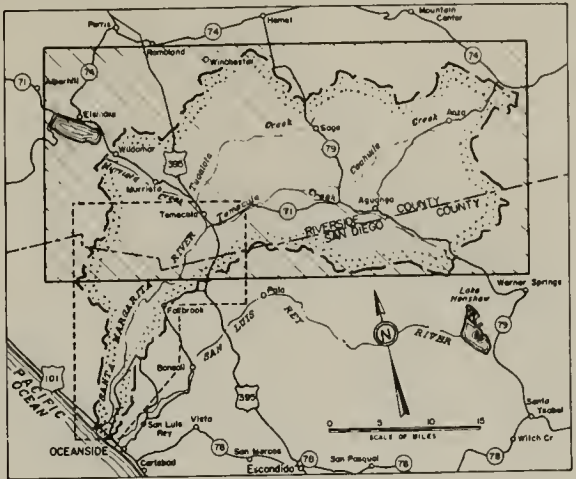 Perris
Hemet
Mountain
Center
74
74
Romoland
74
71
Winchester
Alberhill
74
Elsinore
Creek
Sage
Creek
Anza
Wildomar
395
Tucalota
79
Coahuila
Murrieta
Murrieta
Creek
Temecula
Temecula
Creek
71
Aguanga
RIVERSIDE COUNTY
SAN DIEGO COUNTY
RIVER
Warner Springs
Lake
Henshaw
MARGARITA
Pala
Fallbrook
79
SANTA
SAN LUIS REY RIVER
N
PACIFIC
OCEAN
101
Bonsall
395
Santa
Ysabel
San Luis
Rey
Vista
0 5 10 15
SCALE OF MILES
OCEANSIDE
78
San Marcos
78
San Pasqual
78
Witch Cr
78
Carlsbad
Escondido